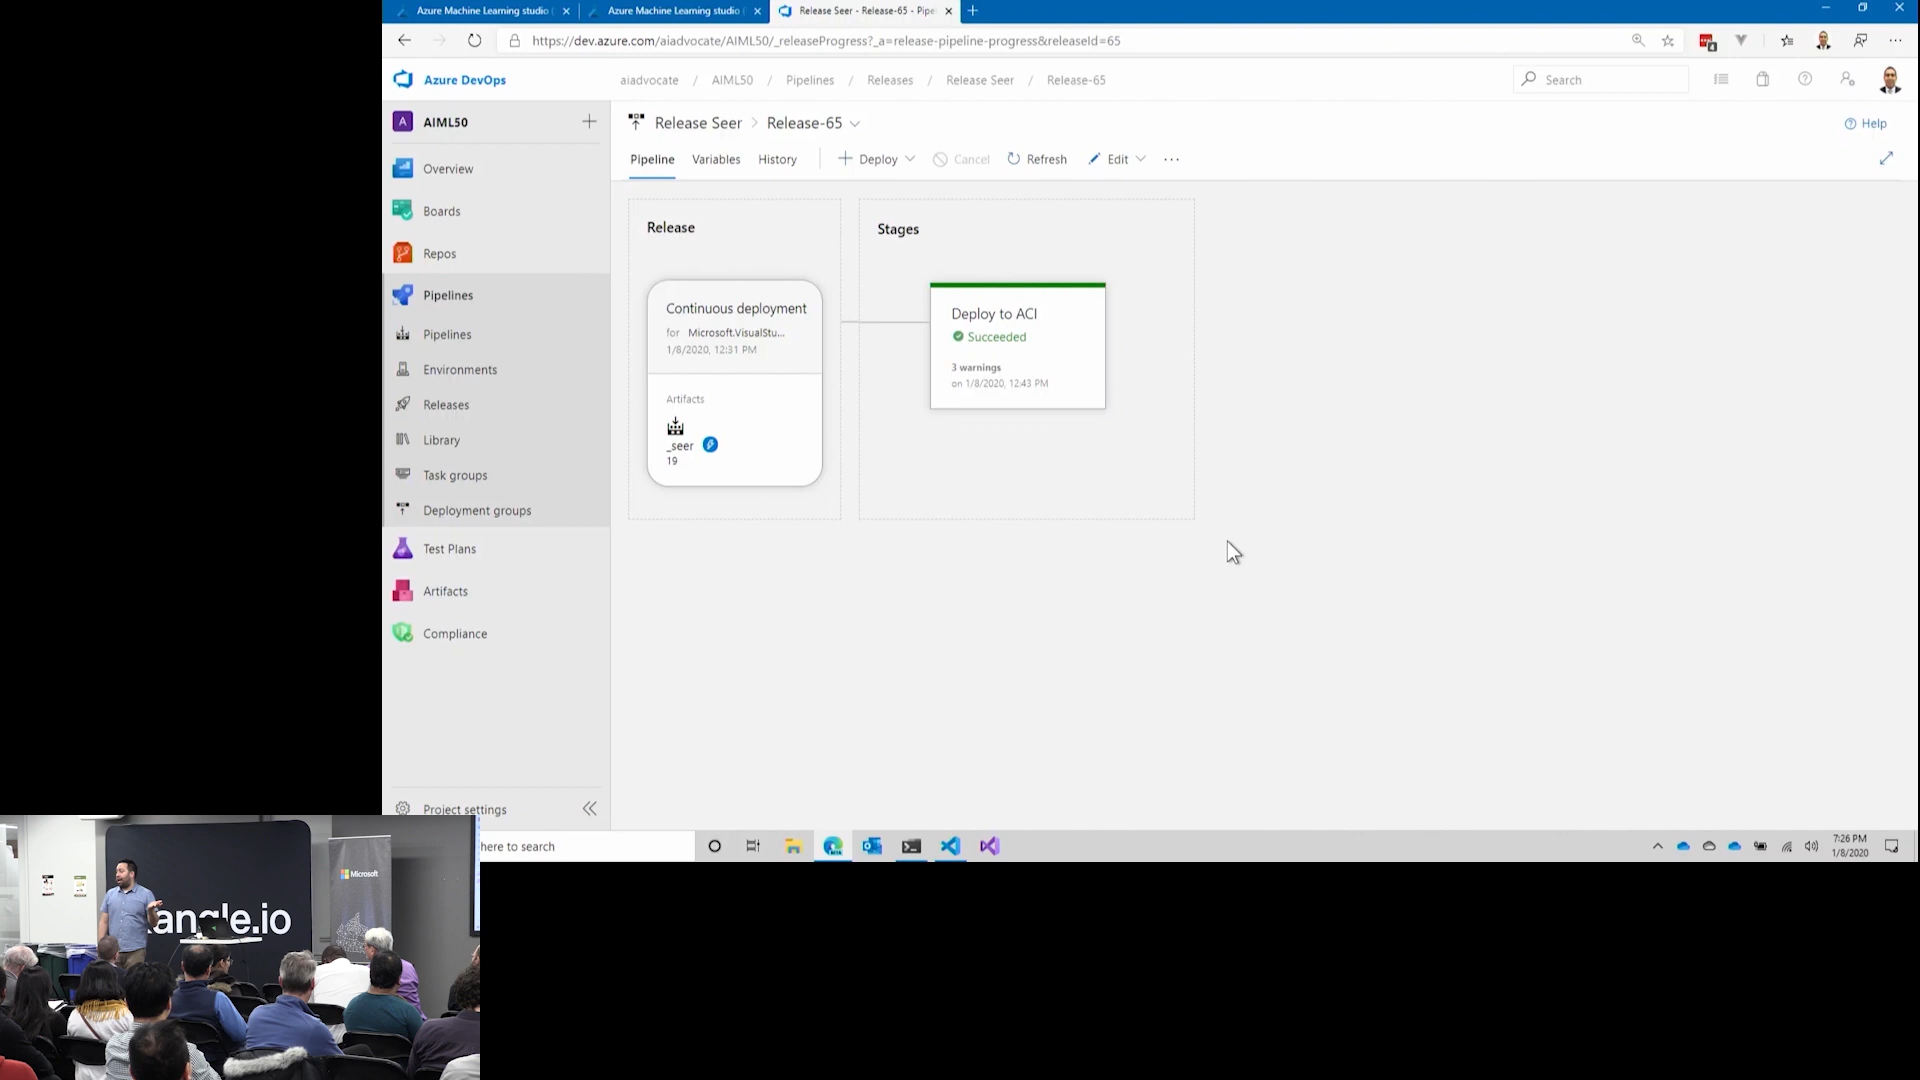 Azure Machine Learning studio (
Azure Machine Learning studio (
Release Seer - Release-65 - Pipe
https://dev.azure.com/aiadvocate/AIML50/_releaseProgress?_a=release-pipeline-progress&releaseId=65
Azure DevOps
aiadvocate / AIML50 / Pipelines / Releases / Release Seer / Release-65
Search
A AIML50
Overview
Boards
Repos
Pipelines
Pipelines
Environments
Releases
Library
Task groups
Deployment groups
Test Plans
Artifacts
Compliance
Project settings
Release Seer > Release-65
Help
Pipeline Variables History Deploy Cancel Refresh Edit ...
Release
Continuous deployment
for Microsoft.VisualStu...
1/8/2020, 12:31 PM
Artifacts
_seer
19
Stages
Deploy to ACI
Succeeded
3 warnings
on 1/8/2020, 12:43 PM
here to search
7:26 PM
1/8/2020
angle.io
Microsoft